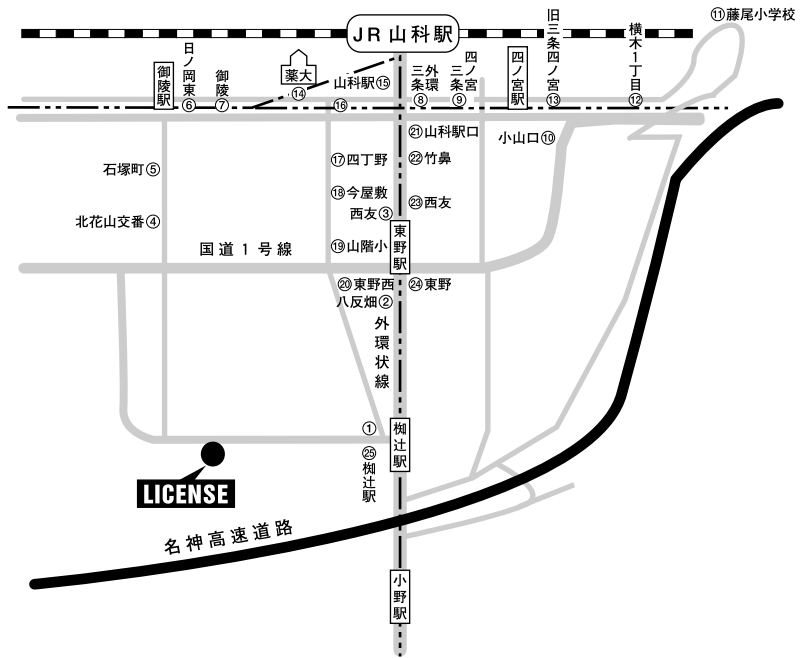 JR山科駅
⑪藤尾小学校
日ノ岡東
⑥
御陵駅
御陵
⑦
薬大
⑭
山科駅⑮
⑯
外環
三条
⑧
四ノ宮
三条
⑨
四ノ宮駅
旧三条四ノ宮
⑬
横木1丁目
⑫
㉑山科駅口
小山口⑩
⑰四丁野
㉒竹鼻
石塚町⑤
⑱今屋敷
㉓西友
西友③
北花山交番④
東野駅
国道1号線
⑲山階小
⑳東野西
㉔東野
八反畑②
外環状線
①
椥辻駅
㉕
椥辻駅
LICENSE
名神高速道路
小野駅